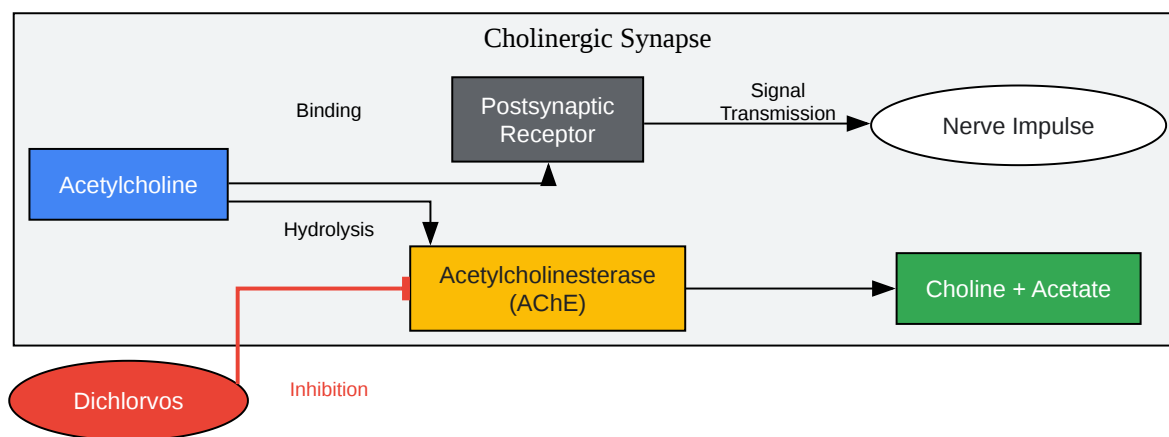 Cholinergic Synapse
Binding
Postsynaptic
Receptor
Signal
Transmission
Nerve Impulse
Acetylcholine
Hydrolysis
Acetylcholinesterase
(AChE)
Choline + Acetate
Dichlorvos
Inhibition